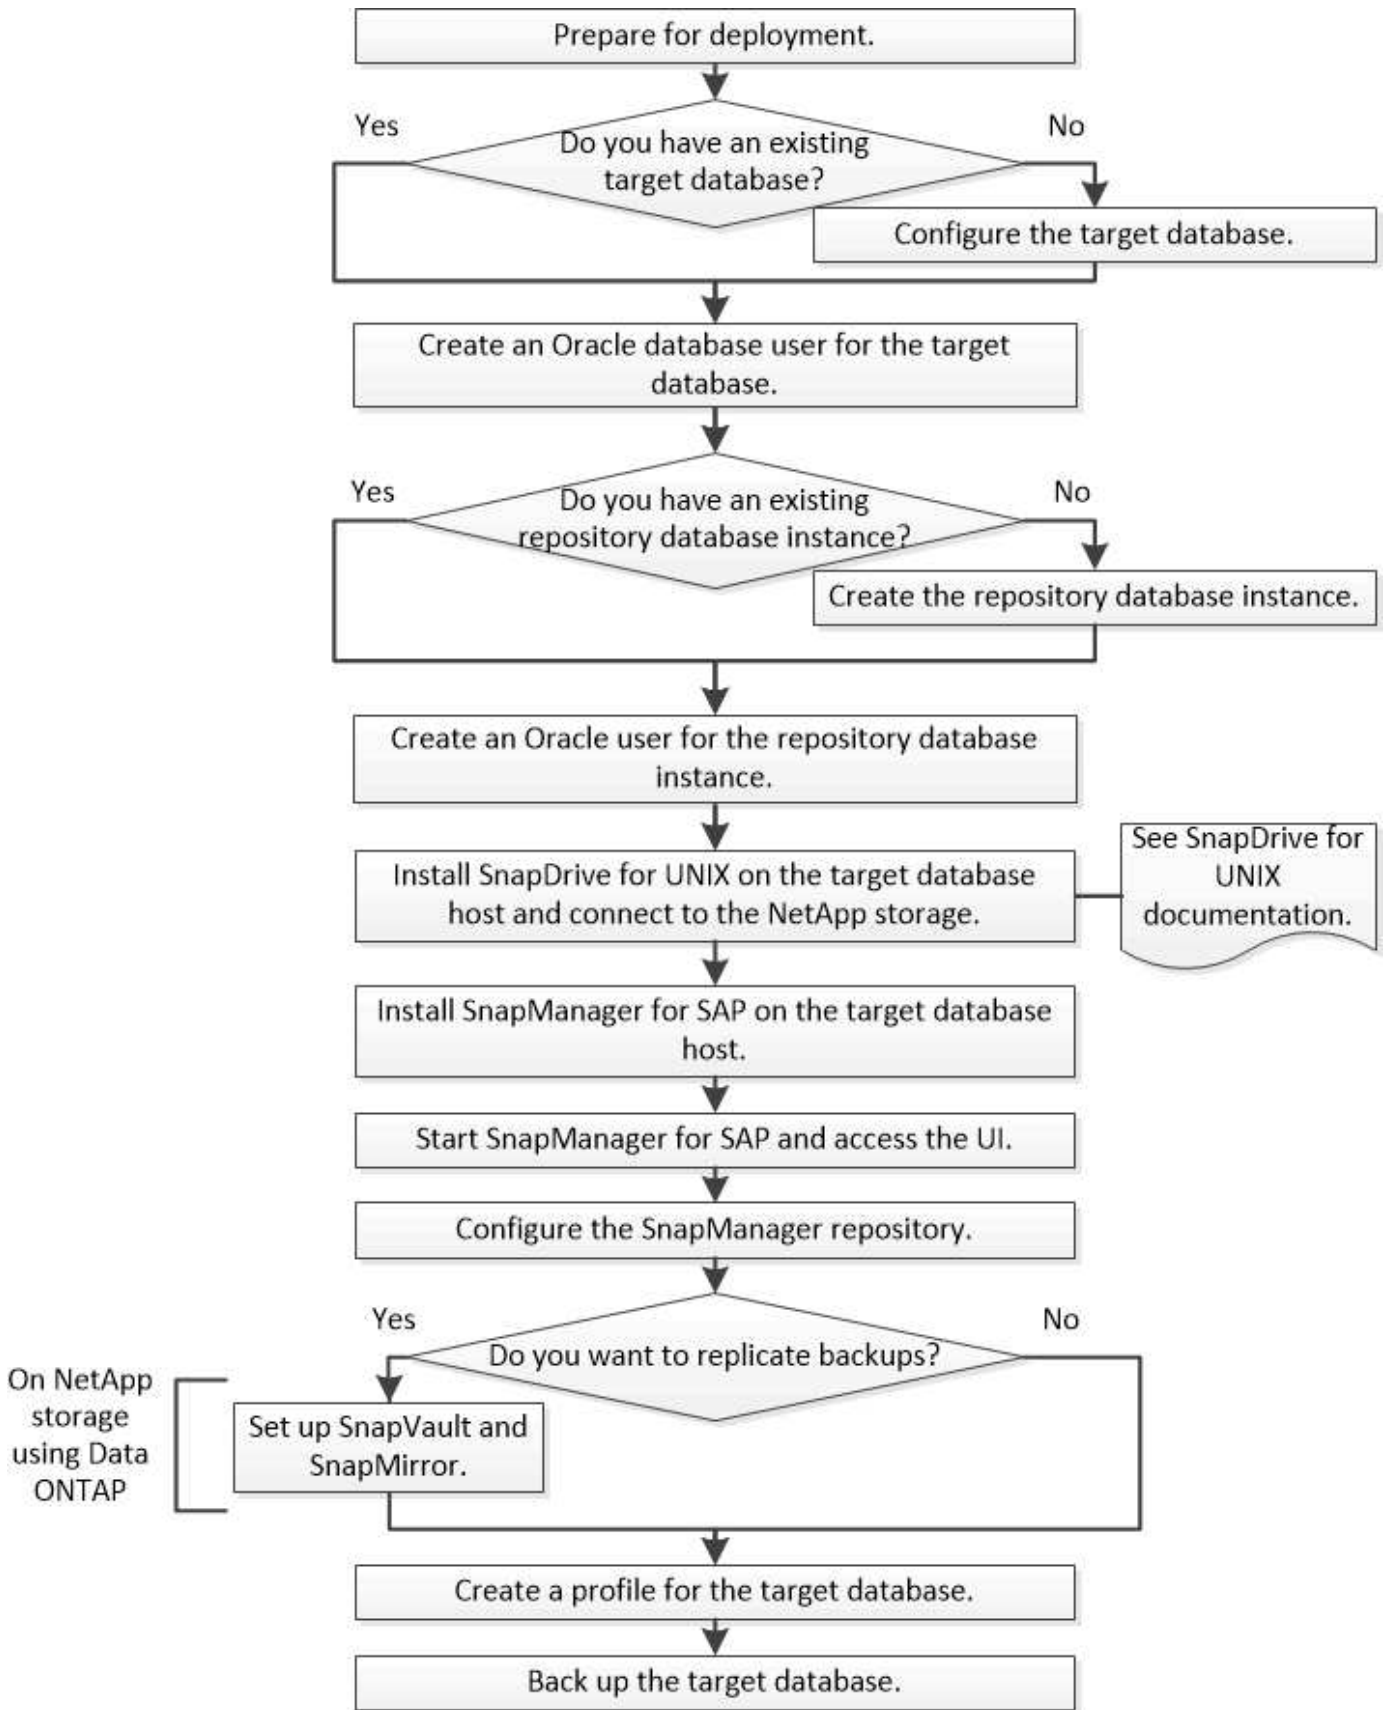 Prepare for deployment.
Yes
No
Do you have an existing
target database?
Configure the target database.
Create an Oracle database user for the target
database.
Yes
No
Do you have an existing
repository database instance?
Create the repository database instance.
Create an Oracle user for the repository database
instance.
Install SnapDrive for UNIX on the target database
host and connect to the NetApp storage.
See SnapDrive for
UNIX
documentation.
Install SnapManager for SAP on the target database
host.
Start SnapManager for SAP and access the UI.
Configure the SnapManager repository.
Yes
No
Do you want to replicate backups?
On NetApp
storage
using Data
ONTAP
Set up SnapVault and
SnapMirror.
Create a profile for the target database.
Back up the target database.